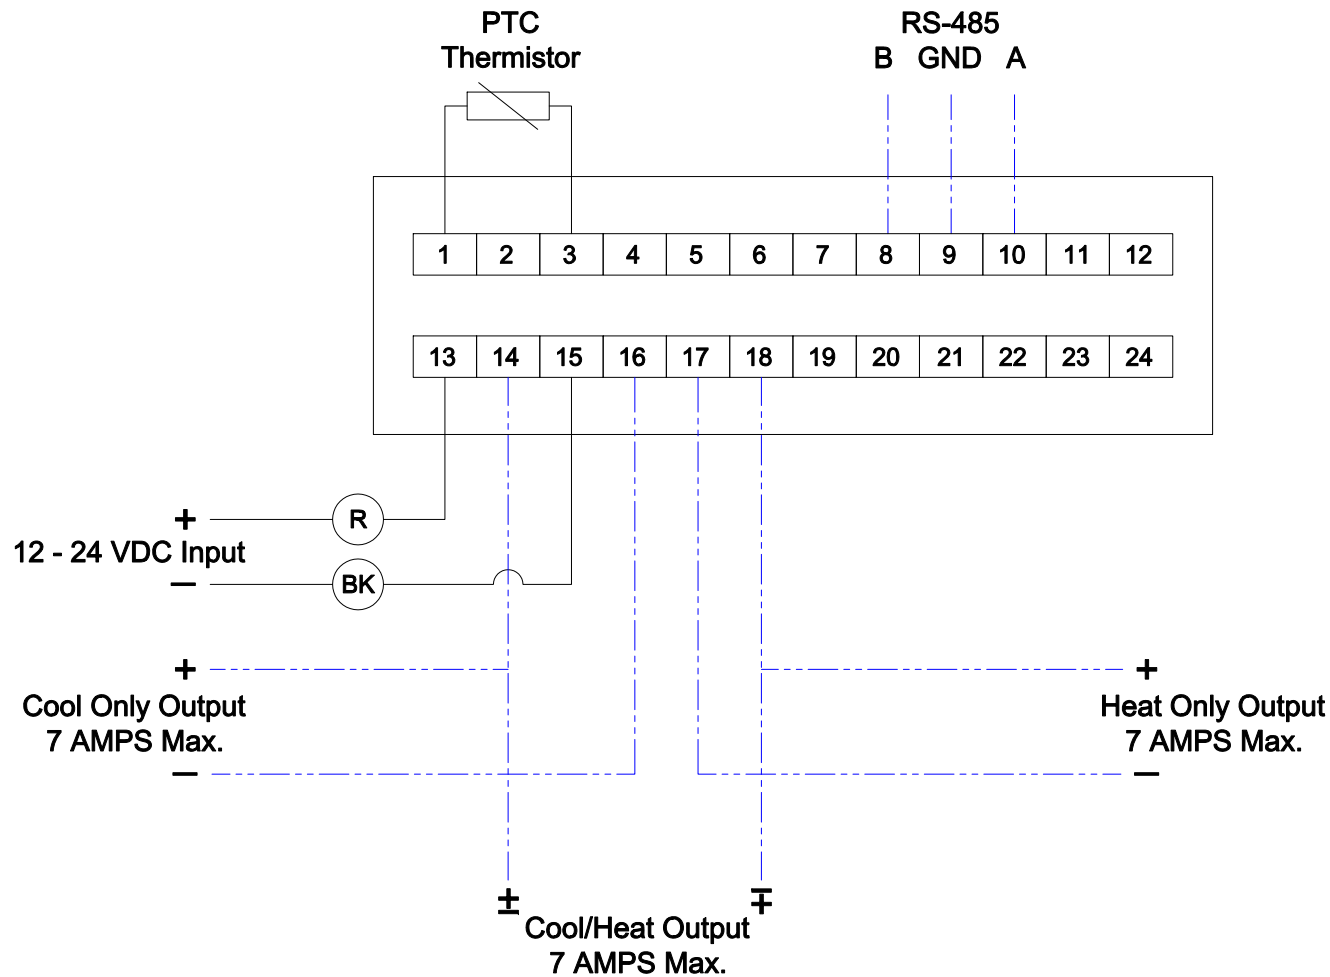 PTC
Thermistor
RS-485
B GND A
1 2 3 4 5 6 7 8 9 10 11 12
13 14 15 16 17 18 19 20 21 22 23 24
+ R
12 - 24 VDC Input
− BK
+ +
Cool Only Output
7 AMPS Max.
Heat Only Output
7 AMPS Max.
− −
± ∓
Cool/Heat Output
7 AMPS Max.